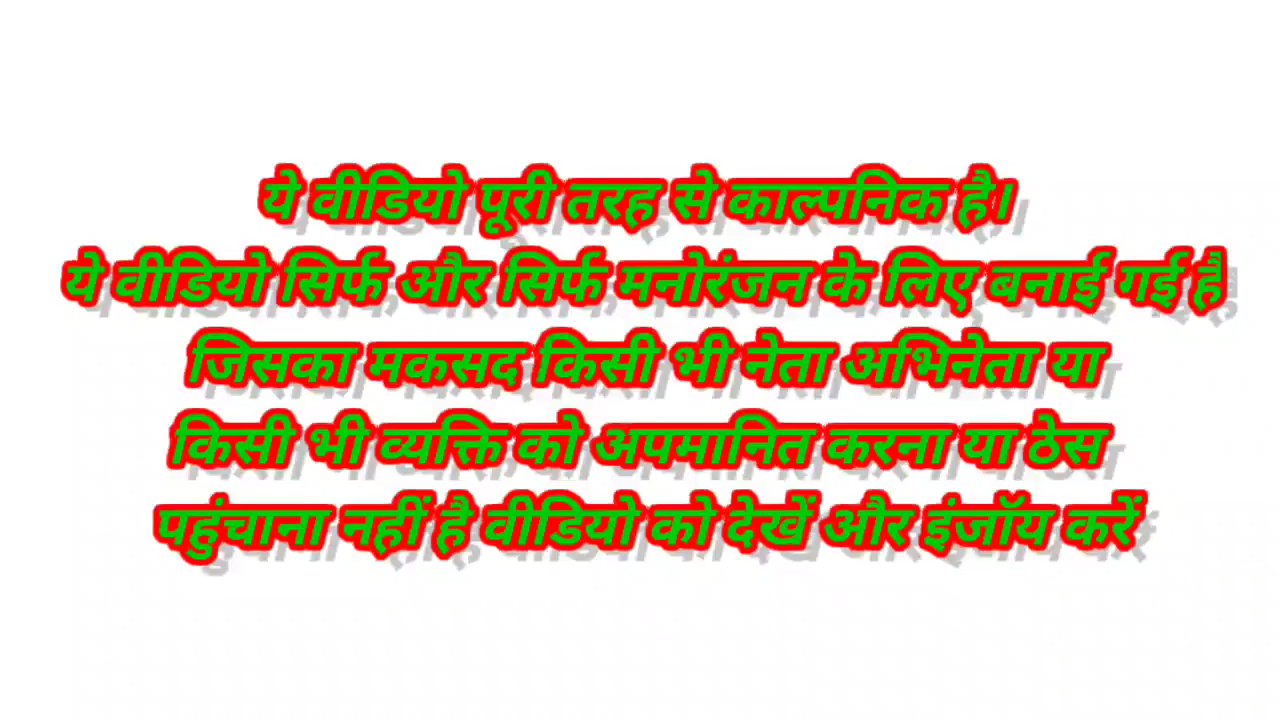 ये वीडियो पूरी तरह से काल्पनिक है।
ये वीडियो सिर्फ और सिर्फ मनोरंजन के लिए बनाई गई है
जिसका मकसद किसी भी नेता अभिनेता या
किसी भी व्यक्ति को अपमानित करना या ठेस
पहुंचाना नहीं है वीडियो को देखें और इंजॉय करें